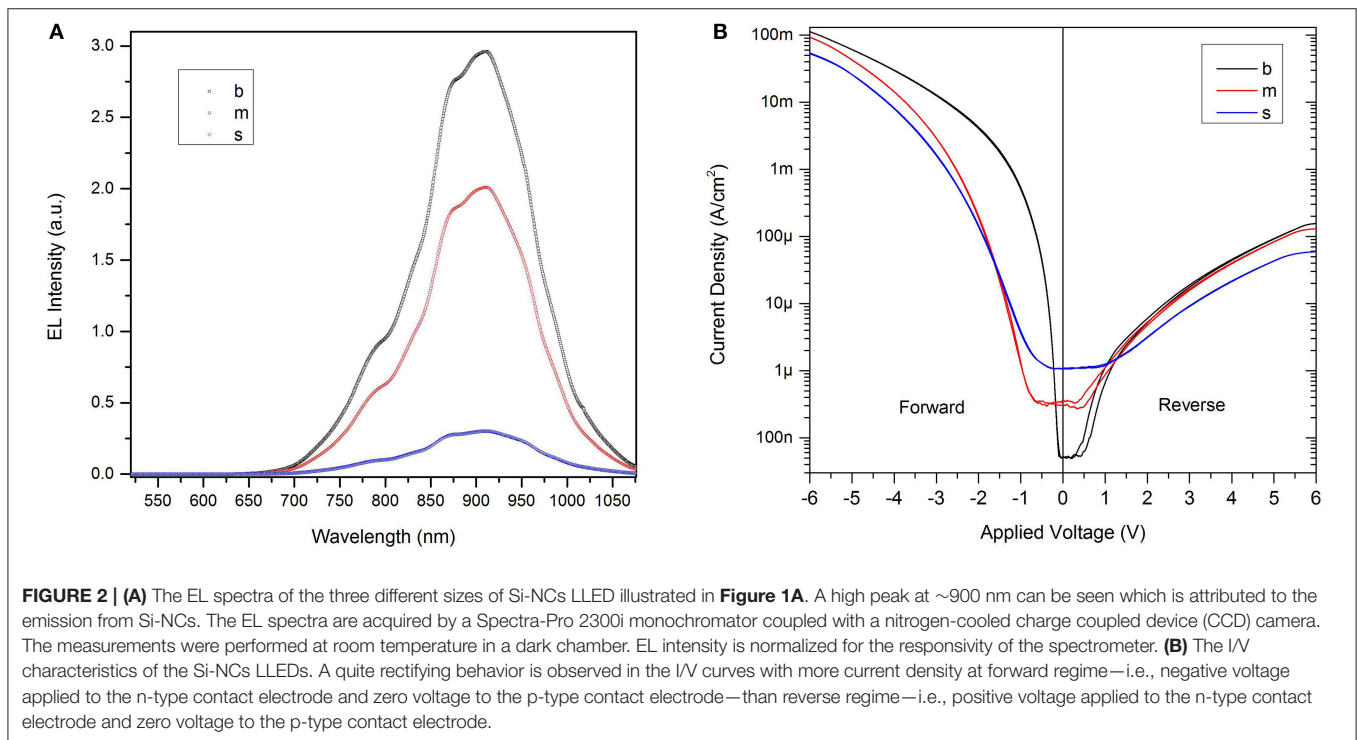 A
3.0
2.5
2.0
1.5
1.0
0.5
0.0
EL Intensity (a.u.)
b
m
s
550 600 650 700 750 800 850 900 950 1000 1050
Wavelength (nm)
B
100m
10m
1m
100µ
10µ
1µ
100n
Current Density (A/cm²)
b
m
s
Forward
Reverse
-6 -5 -4 -3 -2 -1 0 1 2 3 4 5 6
Applied Voltage (V)
FIGURE 2 | (A) The EL spectra of the three different sizes of Si-NCs LLED illustrated in Figure 1A. A high peak at ~900 nm can be seen which is attributed to the
emission from Si-NCs. The EL spectra are acquired by a Spectra-Pro 2300i monochromator coupled with a nitrogen-cooled charge coupled device (CCD) camera.
The measurements were performed at room temperature in a dark chamber. EL intensity is normalized for the responsivity of the spectrometer. (B) The I/V
characteristics of the Si-NCs LLEDs. A quite rectifying behavior is observed in the I/V curves with more current density at forward regime—i.e., negative voltage
applied to the n-type contact electrode and zero voltage to the p-type contact electrode—than reverse regime—i.e., positive voltage applied to the n-type contact
electrode and zero voltage to the p-type contact electrode.